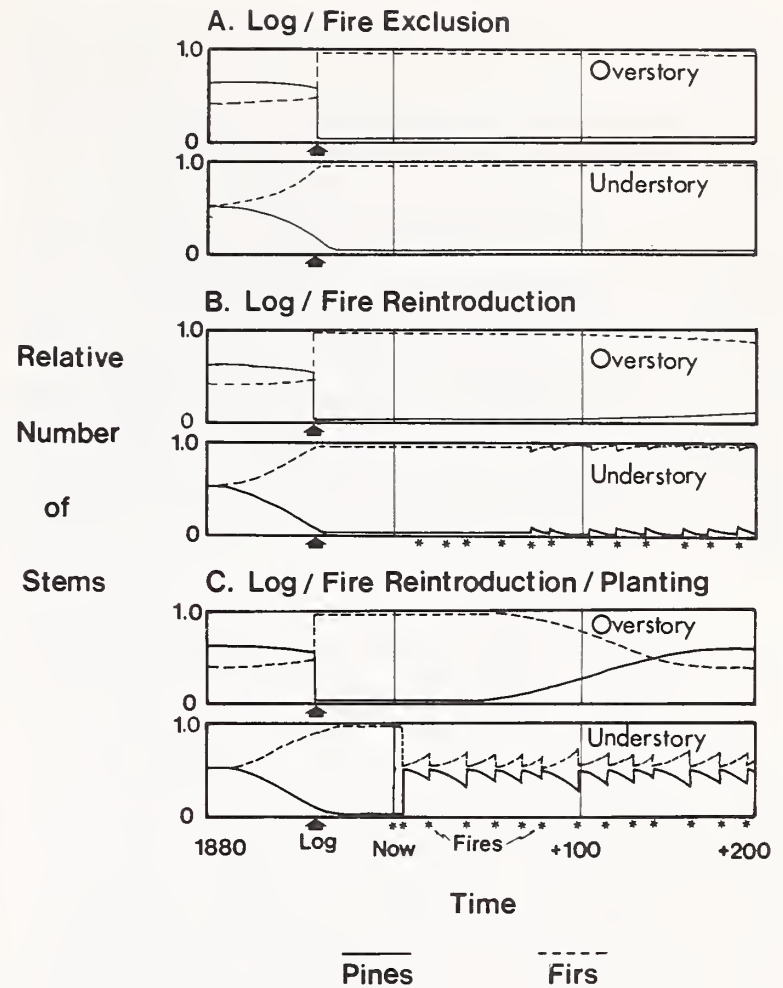 A. Log / Fire Exclusion
1.0
Overstory
0
1.0
Understory
0
B. Log / Fire Reintroduction
1.0
Overstory
0
1.0
Understory
0
Relative
Number
of
Stems
C. Log / Fire Reintroduction / Planting
1.0
Overstory
0
1.0
Understory
0
1880 Log Now Fires +100 +200
Time
Pines Firs